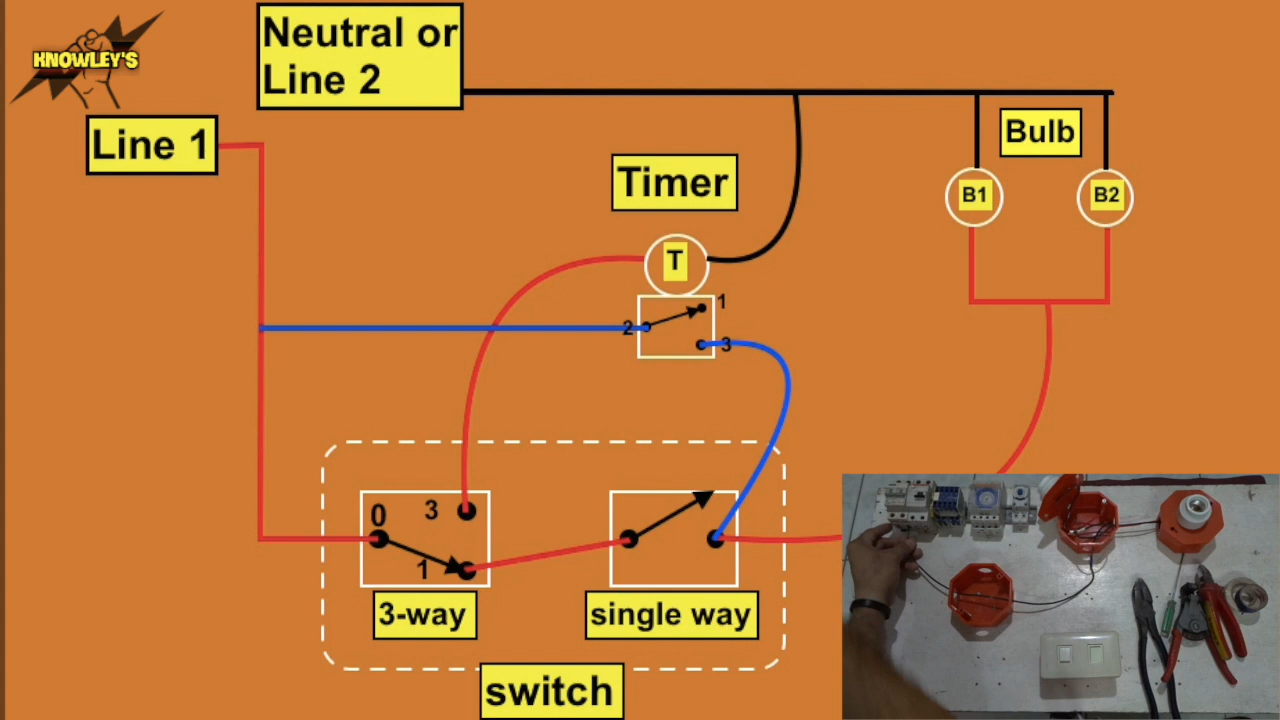 KNOWLEY'S
Neutral or
Line 2
Line 1
Timer
Bulb
B1
B2
T
1
2
3
0
3
1
3-way
single way
switch